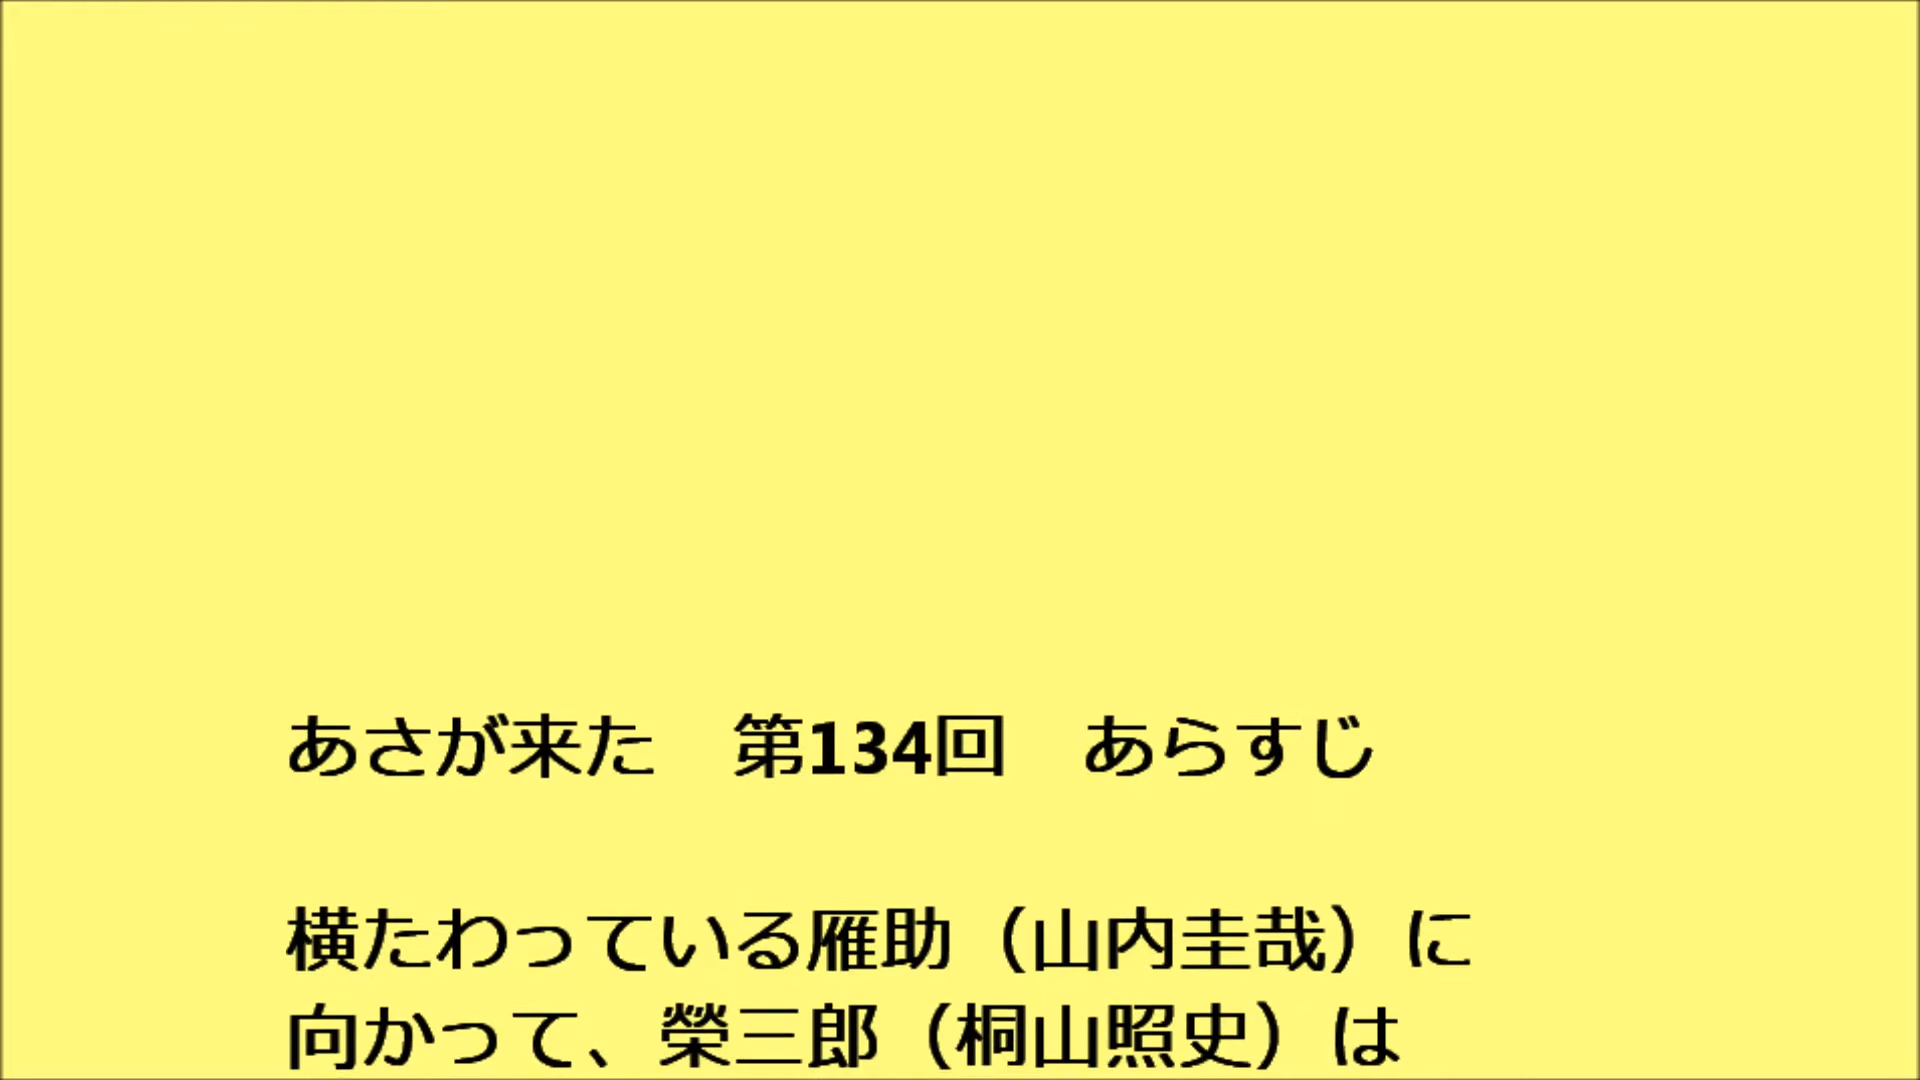 あさが来た　第134回　あらすじ
横たわっている雁助（山内圭哉）に
向かって、榮三郎（桐山照史）は